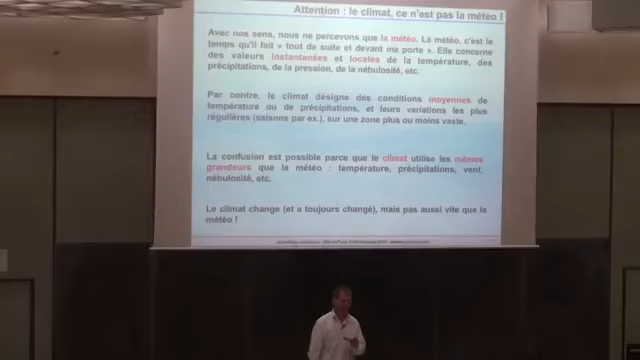 Attention : le climat, ce n'est pas la météo !
Avec nos sens, nous ne percevons que la météo. La météo, c'est le
temps qu'il fait « tout de suite et devant ma porte ». Elle concerne
des valeurs instantanées et locales de la température, des
précipitations, de la pression, de la nébulosité, etc.
Par contre, le climat désigne des conditions moyennes de
température ou de précipitations, et leurs variations les plus
régulières (saisons par ex.), sur une zone plus ou moins vaste.
La confusion est possible parce que le climat utilise les mêmes
grandeurs que la météo : température, précipitations, vent,
nébulosité, etc.
Le climat change (et a toujours changé), mais pas aussi vite que la
météo !